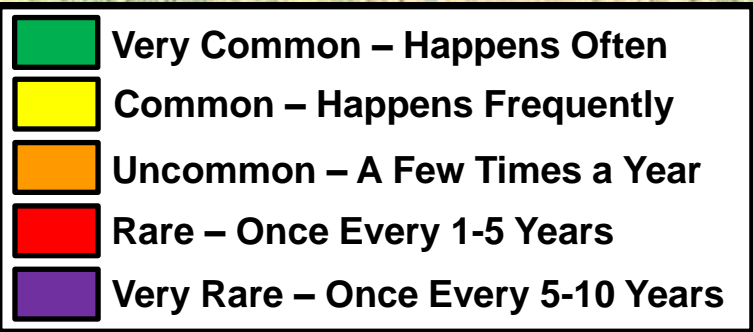 Very Common – Happens Often
Common – Happens Frequently
Uncommon – A Few Times a Year
Rare – Once Every 1-5 Years
Very Rare – Once Every 5-10 Years